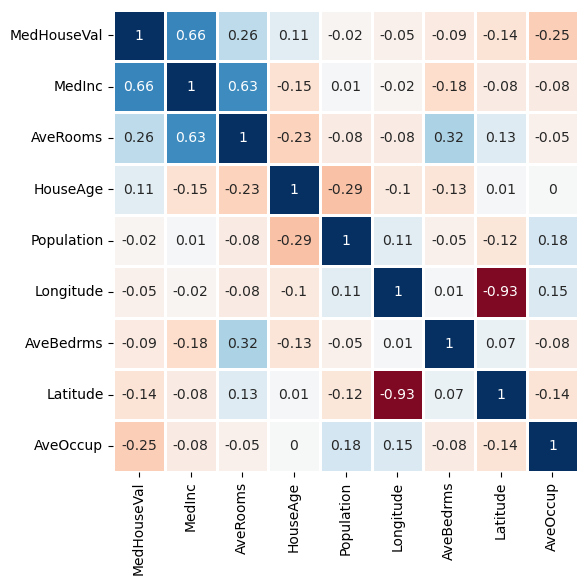 MedHouseVal 1 0.66 0.26 0.11 -0.02 -0.05 -0.09 -0.14 -0.25
MedInc 0.66 1 0.63 -0.15 0.01 -0.02 -0.18 -0.08 -0.08
AveRooms 0.26 0.63 1 -0.23 -0.08 -0.08 0.32 0.13 -0.05
HouseAge 0.11 -0.15 -0.23 1 -0.29 -0.1 -0.13 0.01 0
Population -0.02 0.01 -0.08 -0.29 1 0.11 -0.05 -0.12 0.18
Longitude -0.05 -0.02 -0.08 -0.1 0.11 1 0.01 -0.93 0.15
AveBedrms -0.09 -0.18 0.32 -0.13 -0.05 0.01 1 0.07 -0.08
Latitude -0.14 -0.08 0.13 0.01 -0.12 -0.93 0.07 1 -0.14
AveOccup -0.25 -0.08 -0.05 0 0.18 0.15 -0.08 -0.14 1
MedHouseVal MedInc AveRooms HouseAge Population Longitude AveBedrms Latitude AveOccup